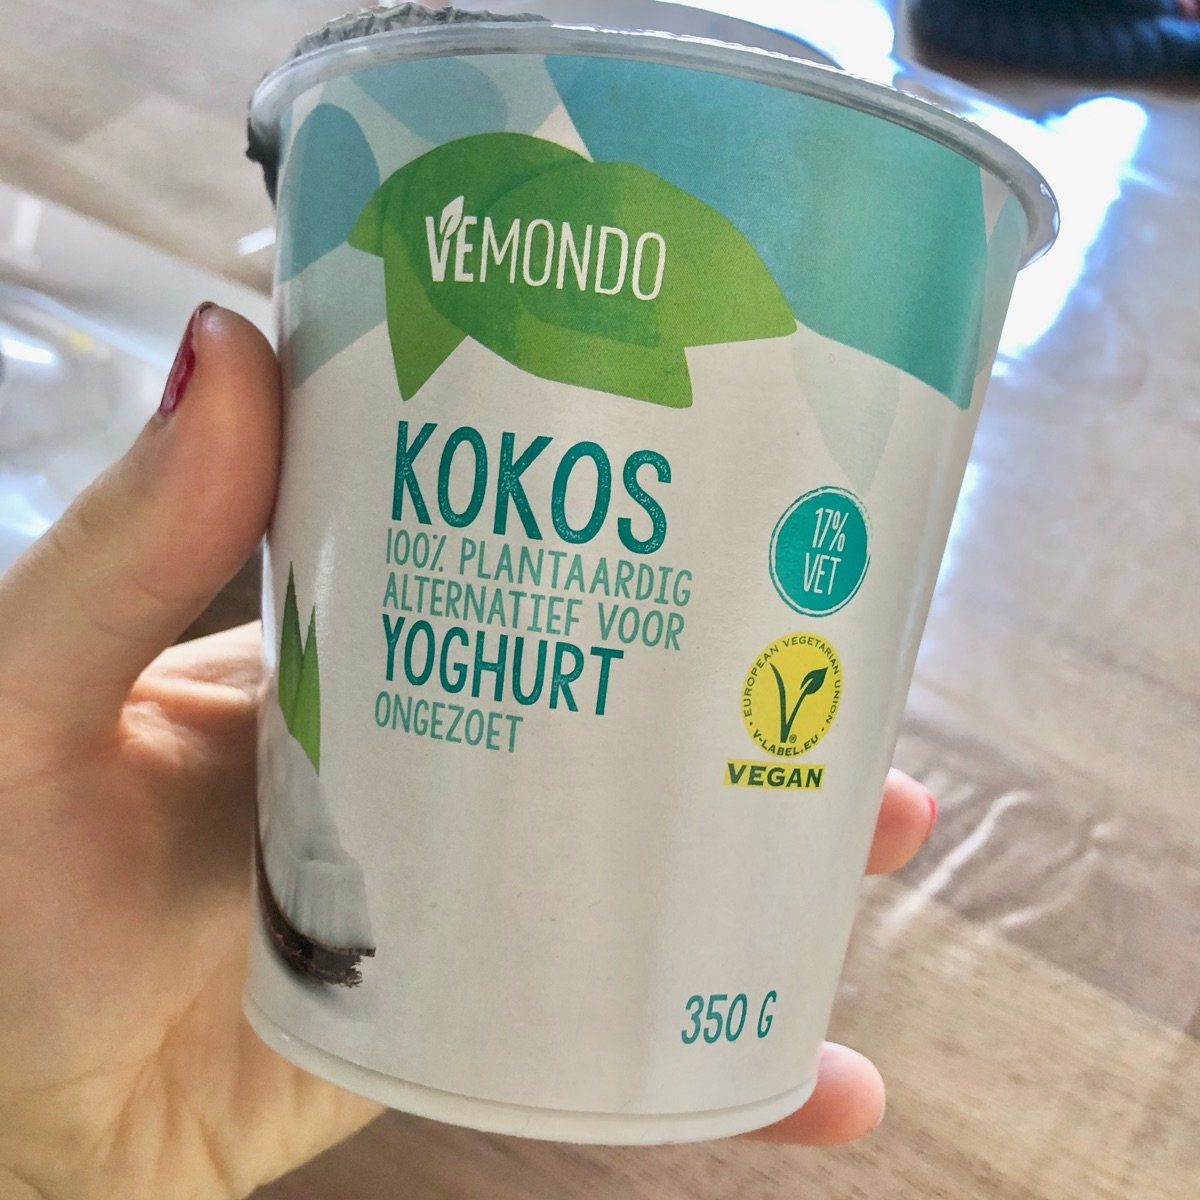 VEMONDO
KOKOS
100% PLANTAARDIG
ALTERNATIEF VOOR
YOGHURT
ONGEZOET
17%
VET
EUROPEAN VEGETARIAN UNION
V-LABEL.EU
®
VEGAN
350 G